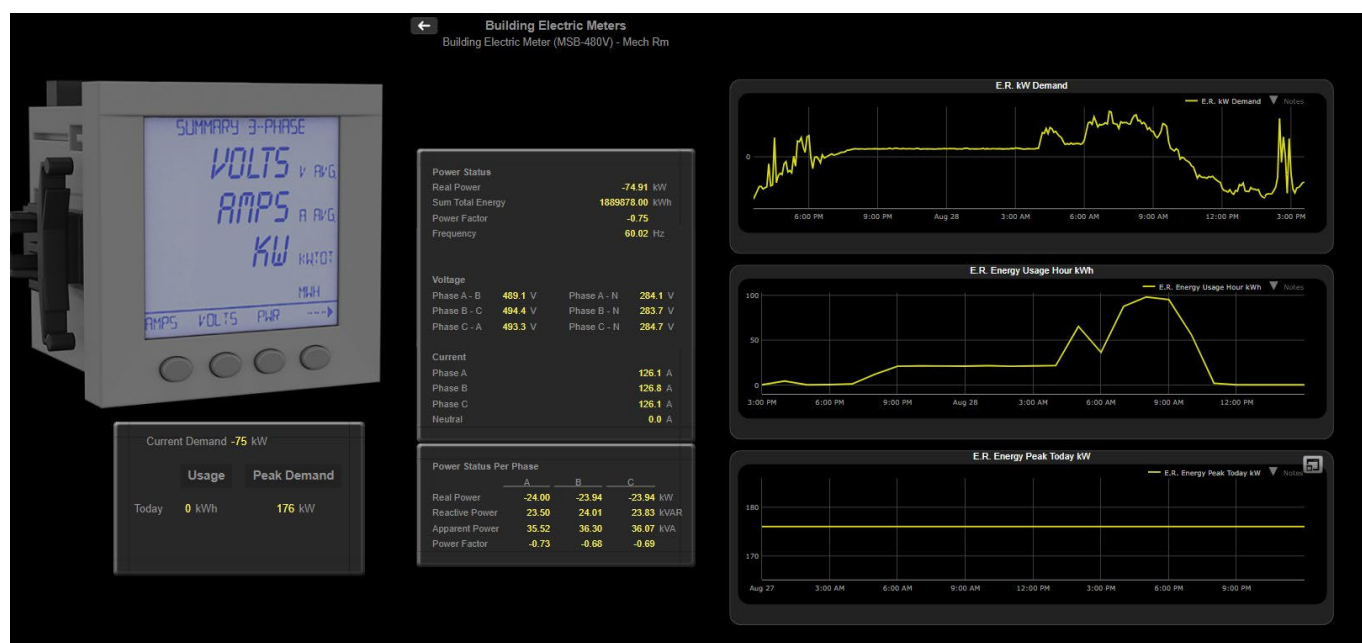 Building Electric Meters
Building Electric Meter (MSB-480V) - Mech Rm
SUMMARY 3-PHASE
VOLTS V AVG
AMPS A AVG
KW KWTOT
MWH
AMPS VOLTS PWR ---->
Current Demand -75 kW
Usage Peak Demand
Today 0 kWh 176 kW
Power Status
Real Power -74.91 kW
Sum Total Energy 1889878.00 kWh
Power Factor -0.75
Frequency 60.02 Hz
Voltage
Phase A - B 489.1 V Phase A - N 284.1 V
Phase B - C 494.4 V Phase B - N 283.7 V
Phase C - A 493.3 V Phase C - N 284.7 V
Current
Phase A 126.1 A
Phase B 126.8 A
Phase C 126.1 A
Neutral 0.0 A
Power Status Per Phase
A B C
Real Power -24.00 -23.94 -23.94 kW
Reactive Power 23.50 24.01 23.83 kVAR
Apparent Power 35.52 36.30 36.07 kVA
Power Factor -0.73 -0.68 -0.69
E.R. kW Demand
E.R. kW Demand Notes
0
6:00 PM 9:00 PM Aug 28 3:00 AM 6:00 AM 9:00 AM 12:00 PM 3:00 PM
E.R. Energy Usage Hour kWh
E.R. Energy Usage Hour kWh Notes
100
50
0
3:00 PM 6:00 PM 9:00 PM Aug 28 3:00 AM 6:00 AM 9:00 AM 12:00 PM
E.R. Energy Peak Today kW
E.R. Energy Peak Today kW Notes
180
170
Aug 27 3:00 AM 6:00 AM 9:00 AM 12:00 PM 3:00 PM 6:00 PM 9:00 PM